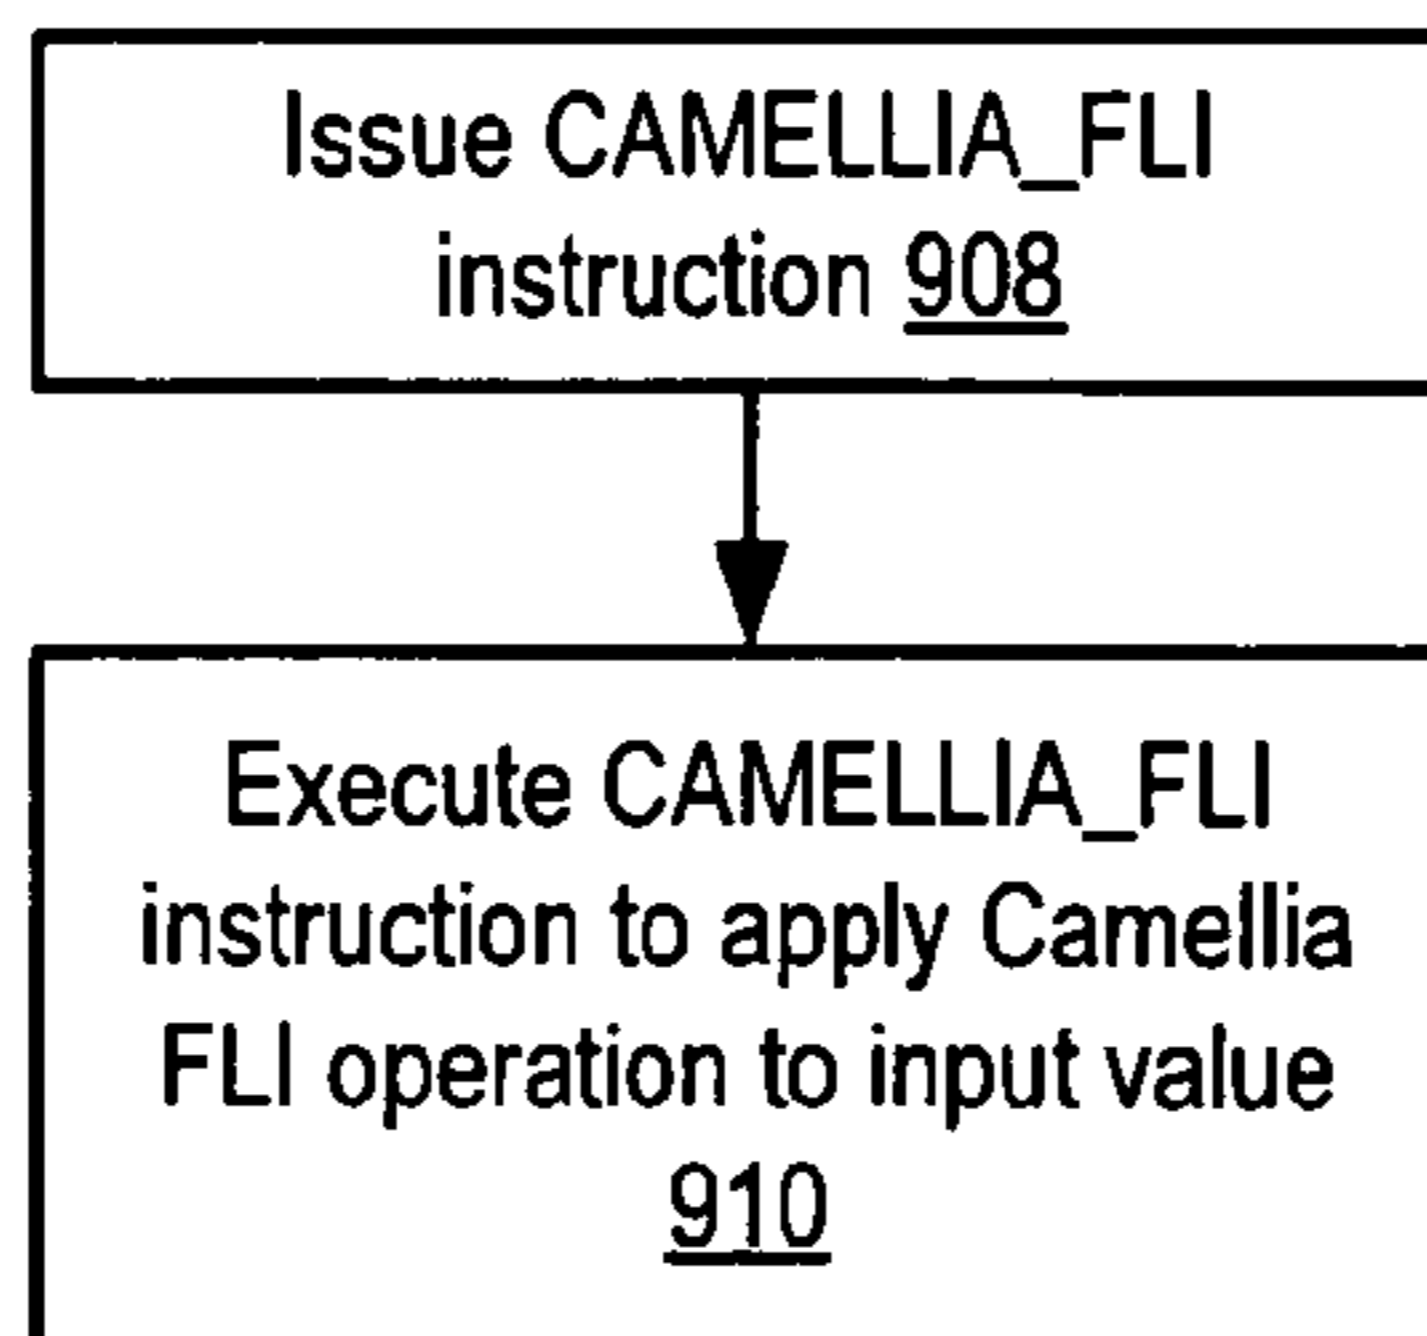 Issue CAMELLIA_FLI
instruction 908
Execute CAMELLIA_FLI
instruction to apply Camellia
FLI operation to input value
910